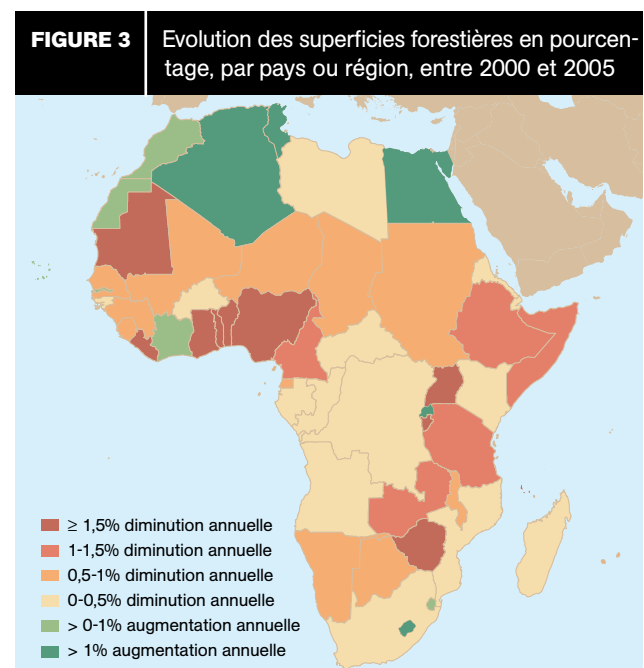 FIGURE 3
Evolution des superficies forestières en pourcen-
tage, par pays ou région, entre 2000 et 2005
≥ 1,5% diminution annuelle
1-1,5% diminution annuelle
0,5-1% diminution annuelle
0-0,5% diminution annuelle
> 0-1% augmentation annuelle
> 1% augmentation annuelle